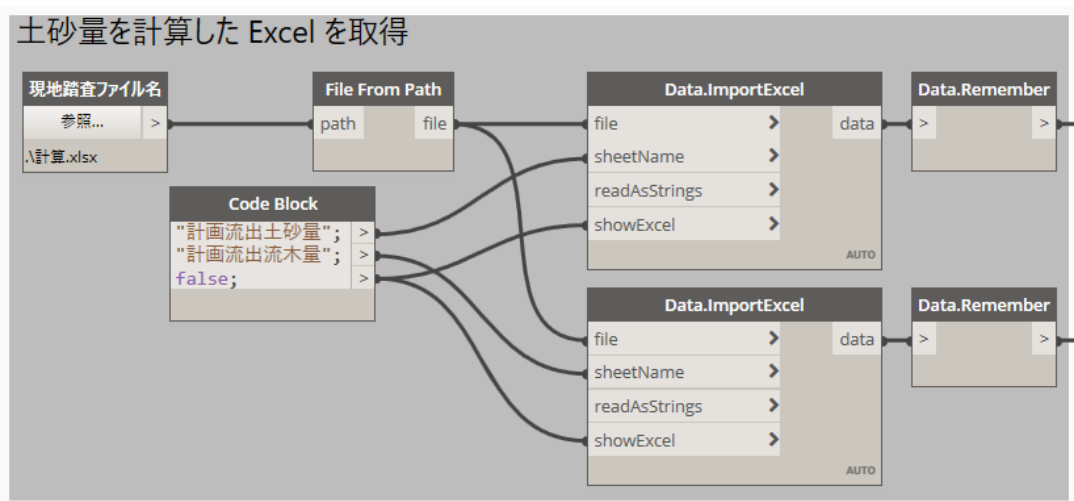 土砂量を計算した Excel を取得
現地踏査ファイル名
参照... >
.\計算.xlsx
File From Path
path file
Code Block
"計画流出土砂量"; >
"計画流出流木量"; >
false; >
Data.ImportExcel
file > data
sheetName >
readAsStrings >
showExcel >
AUTO
Data.Remember
> >
Data.ImportExcel
file > data
sheetName >
readAsStrings >
showExcel >
AUTO
Data.Remember
> >